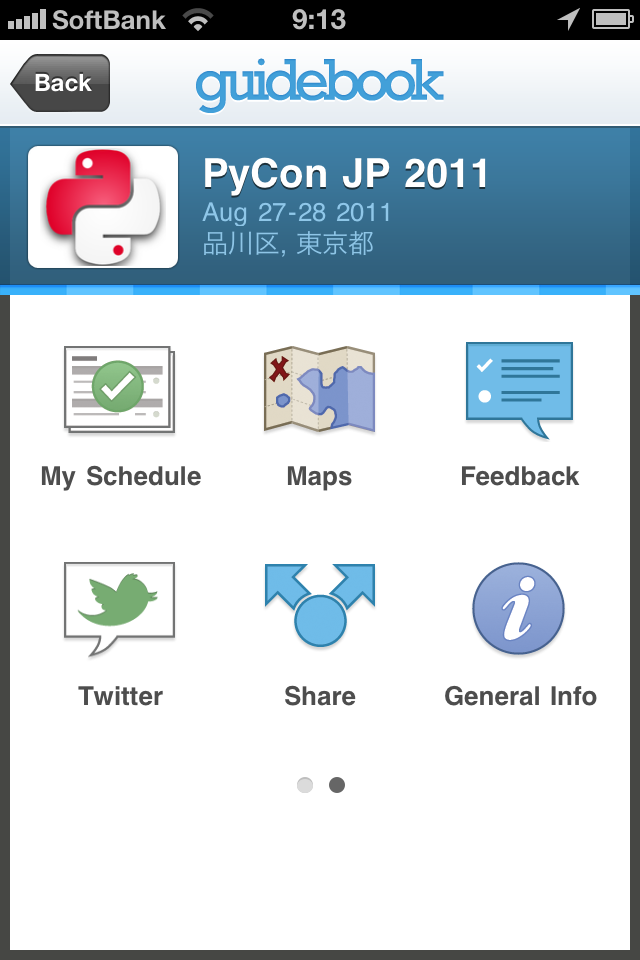 SoftBank 9:13
Back guidebook
PyCon JP 2011
Aug 27-28 2011
品川区, 東京都
My Schedule Maps Feedback
Twitter Share General Info